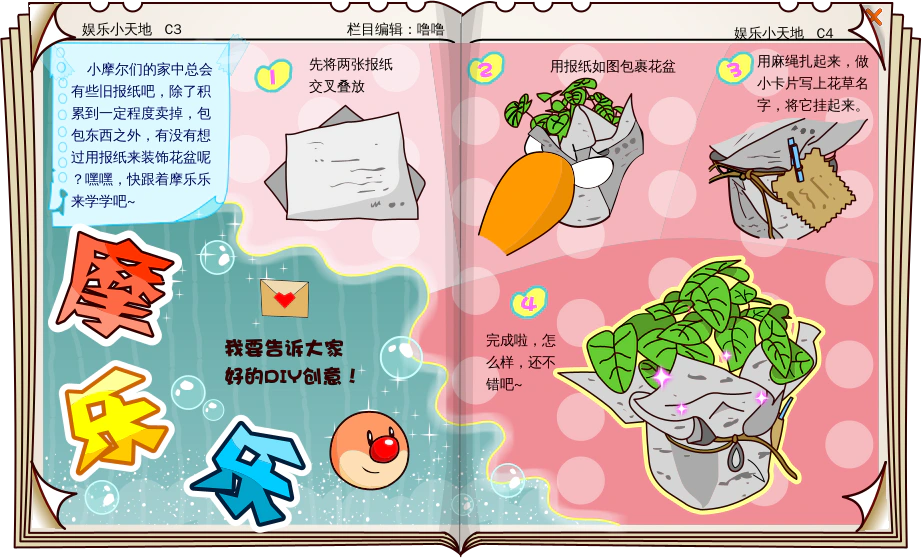 娱乐小天地 C3
栏目编辑：噜噜
小摩尔们的家中总会
有些旧报纸吧，除了积
累到一定程度卖掉，包
包东西之外，有没有想
过用报纸来装饰花盆呢
？嘿嘿，快跟着摩乐乐
来学学吧~
1
先将两张报纸
交叉叠放
摩
乐
乐
我要告诉大家
好的DIY创意！
娱乐小天地 C4
2
用报纸如图包裹花盆
3
用麻绳扎起来，做
小卡片写上花草名
字，将它挂起来。
4
完成啦，怎
么样，还不
错吧~